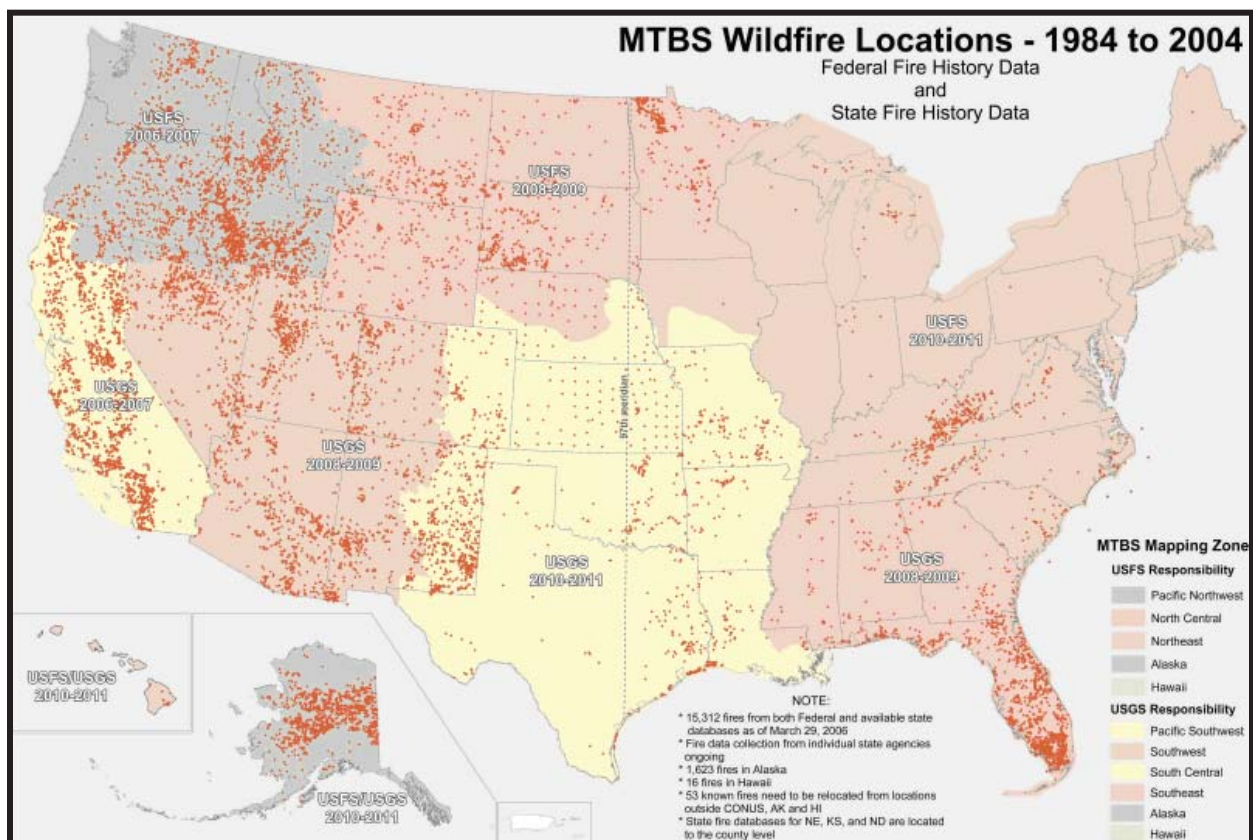 MTBS Wildfire Locations - 1984 to 2004
Federal Fire History Data
and
State Fire History Data
USFS
2006-2007
USFS
2008-2009
USFS
2010-2011
USGS
2006-2007
97th meridian
USGS
2008-2009
USGS
2010-2011
USGS
2008-2009
USFS/USGS
2010-2011
USFS/USGS
2010-2011
NOTE:
* 15,312 fires from both Federal and available state
databases as of March 29, 2006
* Fire data collection from individual state agencies
ongoing
* 1,623 fires in Alaska
* 16 fires in Hawaii
* 53 known fires need to be relocated from locations
outside CONUS, AK and HI
* State fire databases for NE, KS, and ND are located
to the county level
MTBS Mapping Zone
USFS Responsibility
Pacific Northwest
North Central
Northeast
Alaska
Hawaii
USGS Responsibility
Pacific Southwest
Southwest
South Central
Southeast
Alaska
Hawaii